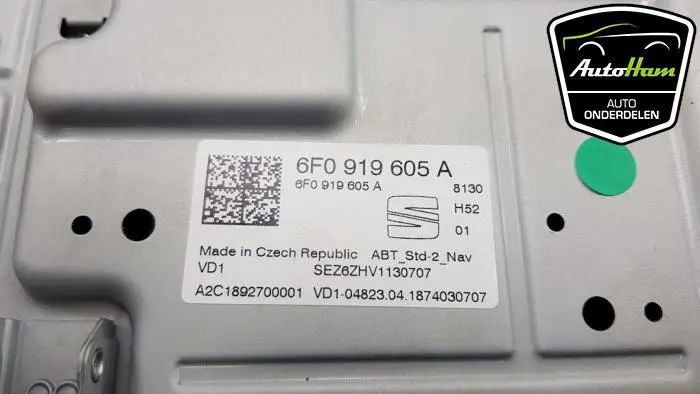 AutoHam
AUTO
ONDERDELEN
6F0 919 605 A
6F0 919 605 A
8130
H52
01
Made in Czech Republic ABT_Std-2_Nav
VD1 SEZ6ZHV1130707
A2C1892700001 VD1-04823.04.1874030707